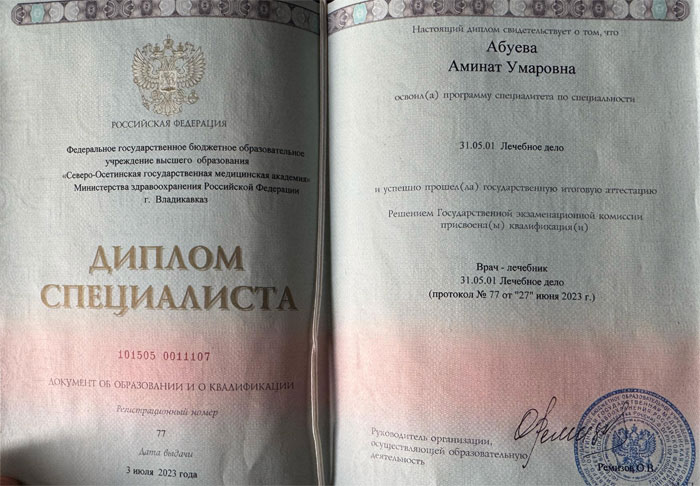 РОССИЙСКАЯ ФЕДЕРАЦИЯ
Федеральное государственное бюджетное образовательное
учреждение высшего образования
«Северо-Осетинская государственная медицинская академия»
Министерства здравоохранения Российской Федерации
г. Владикавказ
ДИПЛОМ
СПЕЦИАЛИСТА
101505 0011107
ДОКУМЕНТ ОБ ОБРАЗОВАНИИ И О КВАЛИФИКАЦИИ
Регистрационный номер
77
Дата выдачи
3 июля 2023 года
Настоящий диплом свидетельствует о том, что
Абуева
Аминат Умаровна
освоил(а) программу специалитета по специальности
31.05.01 Лечебное дело
и успешно прошел(ла) государственную итоговую аттестацию
Решением Государственной экзаменационной комиссии
присвоена(ы) квалификация(и)
Врач - лечебник
31.05.01 Лечебное дело
(протокол № 77 от "27" июня 2023 г.)
Руководитель организации,
осуществляющей образовательную
деятельность
Ремизов О.В.